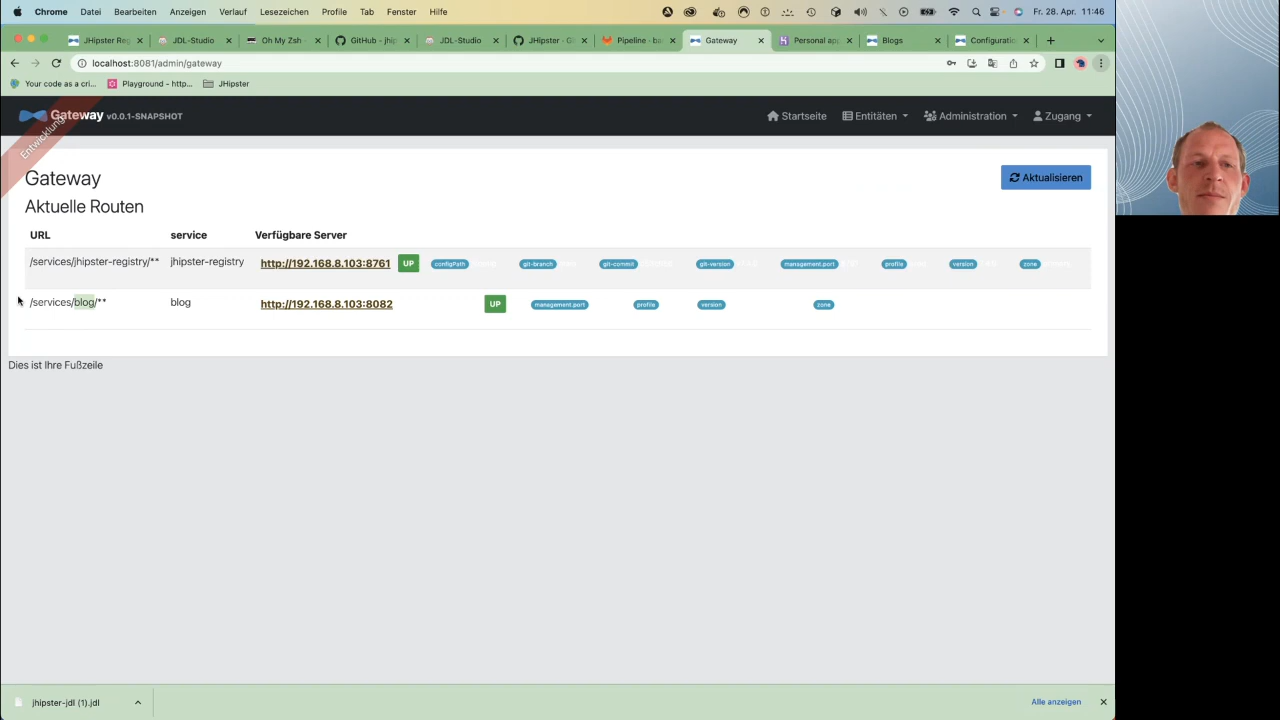 Chrome Datei Bearbeiten Anzeigen Verlauf Lesezeichen Profile Tab Fenster Hilfe Fr. 28. Apr. 11:46
JHipster Reg JDL-Studio Oh My Zsh - GitHub - jhip JDL-Studio JHipster - G Pipeline - ba Gateway Personal app Blogs Configuratio
localhost:8081/admin/gateway
Your code as a cri... Playground - http... JHipster
Entwicklung
Gateway v0.0.1-SNAPSHOT Startseite Entitäten Administration Zugang
Gateway
Aktualisieren
Aktuelle Routen
URL service Verfügbare Server
/services/jhipster-registry/** jhipster-registry http://192.168.8.103:8761 UP configPath git-branch git-commit git-version management.port profile version zone
/services/blog/** blog http://192.168.8.103:8082 UP management.port profile version zone
Dies ist Ihre Fußzeile
jhipster-jdl (1).jdl Alle anzeigen